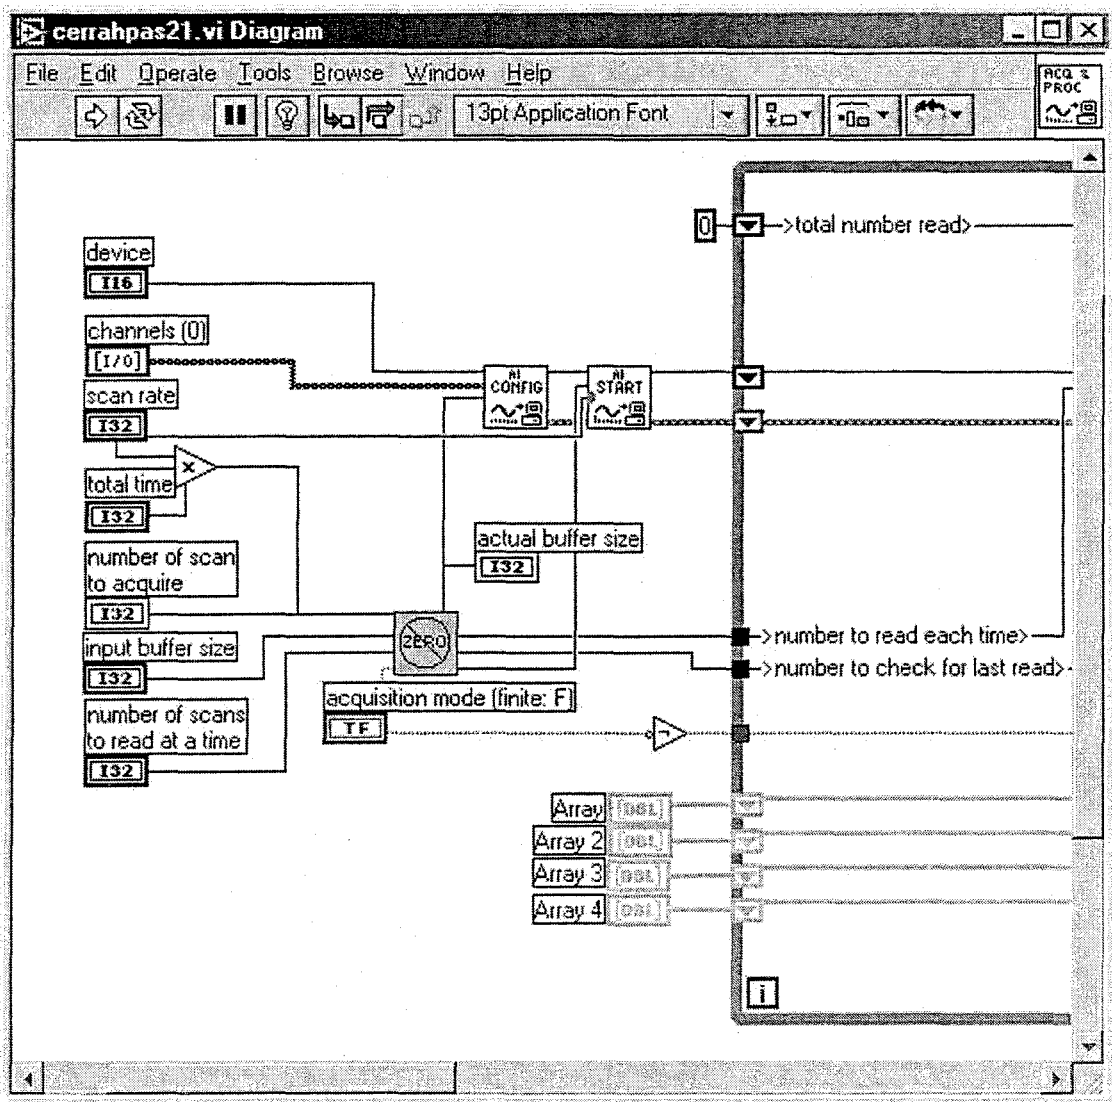 cerrahpas21.vi Diagram
File Edit Operate Tools Browse Window Help
ACQ &
PROC
13pt Application Font
0
>total number read>
device
I16
channels (0)
[I/0]
scan rate
I32
AI
CONFIG
AI
START
x
total time
I32
actual buffer size
I32
number of scan
to acquire
I32
ZERO
>number to read each time>
input buffer size
I32
>number to check for last read>
acquisition mode (finite: F)
TF
number of scans
to read at a time
I32
Array [DBL]
Array 2 [DBL]
Array 3 [DBL]
Array 4 [DBL]
i